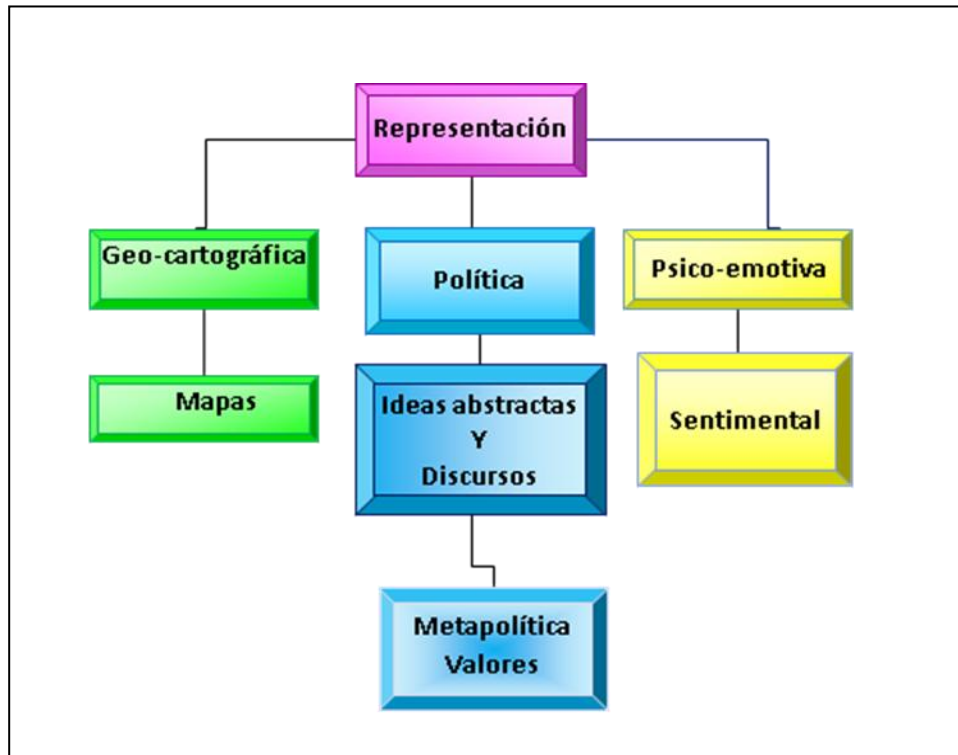 Representación
Geo-cartográfica
Política
Psico-emotiva
Mapas
Ideas abstractas
Y
Discursos
Sentimental
Metapolítica
Valores